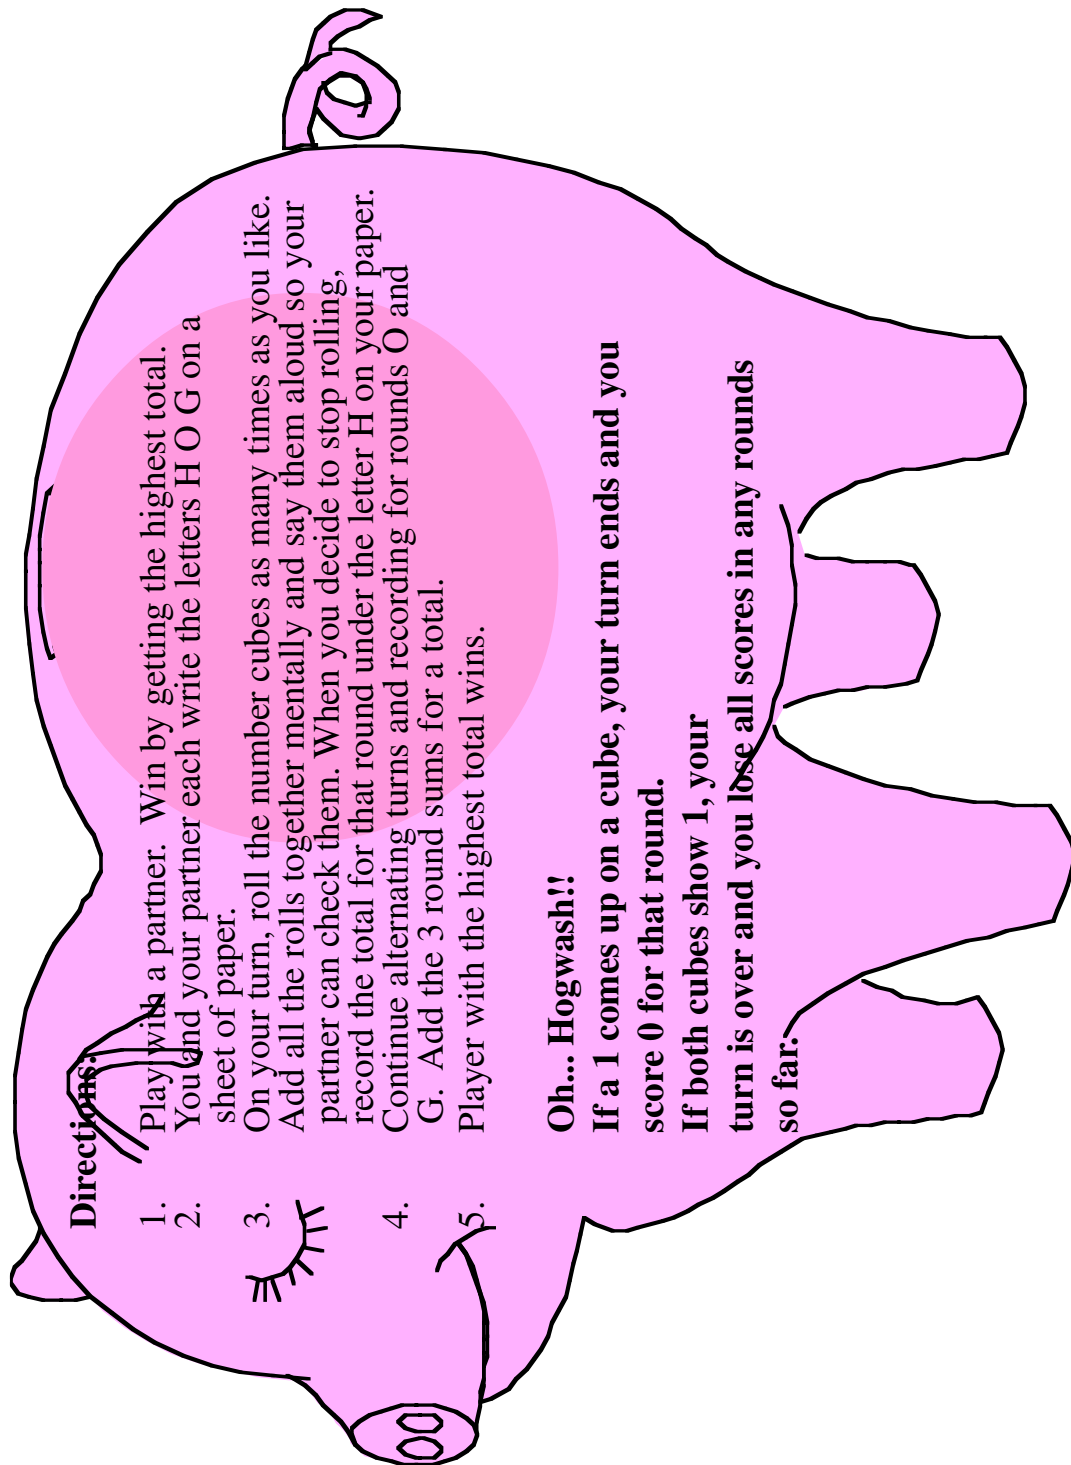 Directions:
1. Play with a partner. Win by getting the highest total.
2. You and your partner each write the letters H O G on a
sheet of paper.
3. On your turn, roll the number cubes as many times as you like.
Add all the rolls together mentally and say them aloud so your
partner can check them. When you decide to stop rolling,
record the total for that round under the letter H on your paper.
4. Continue alternating turns and recording for rounds O and
G. Add the 3 round sums for a total.
5. Player with the highest total wins.
Oh... Hogwash!!
If a 1 comes up on a cube, your turn ends and you
score 0 for that round.
If both cubes show 1, your
turn is over and you lose all scores in any rounds
so far.